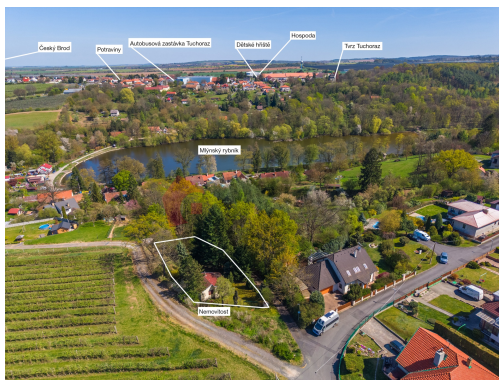 Český Brod
Potraviny
Autobusová zastávka Tuchoraz
Dětské hřiště
Hospoda
Tvrz Tuchoraz
Mlýnský rybník
Nemovitost